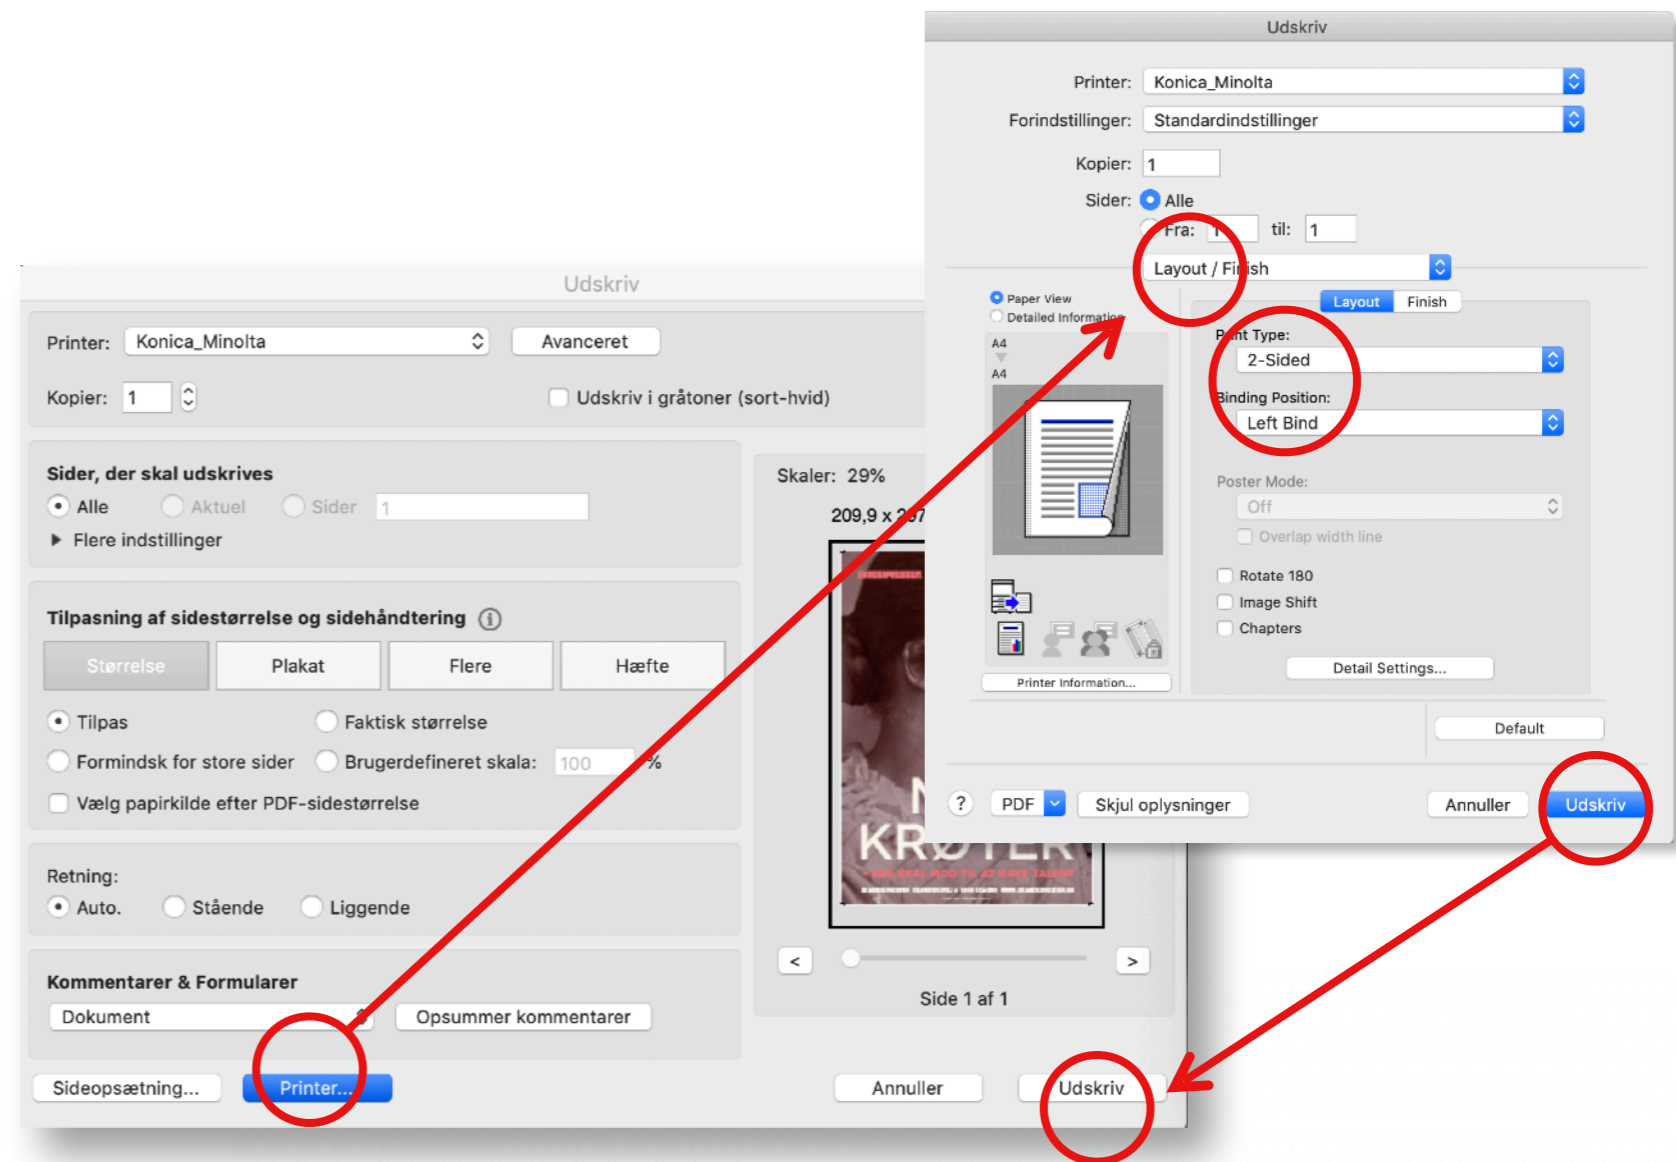 Udskriv
Printer: Konica_Minolta
Forindstillinger: Standardindstillinger
Kopier: 1
Sider: Alle
Fra: 1 til: 1
Layout / Finish
Paper View
Detailed Information
A4
A4
Layout Finish
Print Type:
2-Sided
Binding Position:
Left Bind
Poster Mode:
Off
Overlap width line
Rotate 180
Image Shift
Chapters
Detail Settings...
Printer Information...
Default
? PDF Skjul oplysninger Annuller Udskriv
Udskriv
Printer: Konica_Minolta Avanceret
Kopier: 1 Udskriv i gråtoner (sort-hvid)
Sider, der skal udskrives
Alle Aktuel Sider 1
Flere indstillinger
Tilpasning af sidestørrelse og sidehåndtering
Størrelse Plakat Flere Hæfte
Tilpas Faktisk størrelse
Formindsk for store sider Brugerdefineret skala: 100 %
Vælg papirkilde efter PDF-sidestørrelse
Retning:
Auto. Stående Liggende
Kommentarer & Formularer
Dokument Opsummer kommentarer
Sideopsætning... Printer...
Skaler: 29%
209,9 x 297
KRØYER
< >
Side 1 af 1
Annuller Udskriv